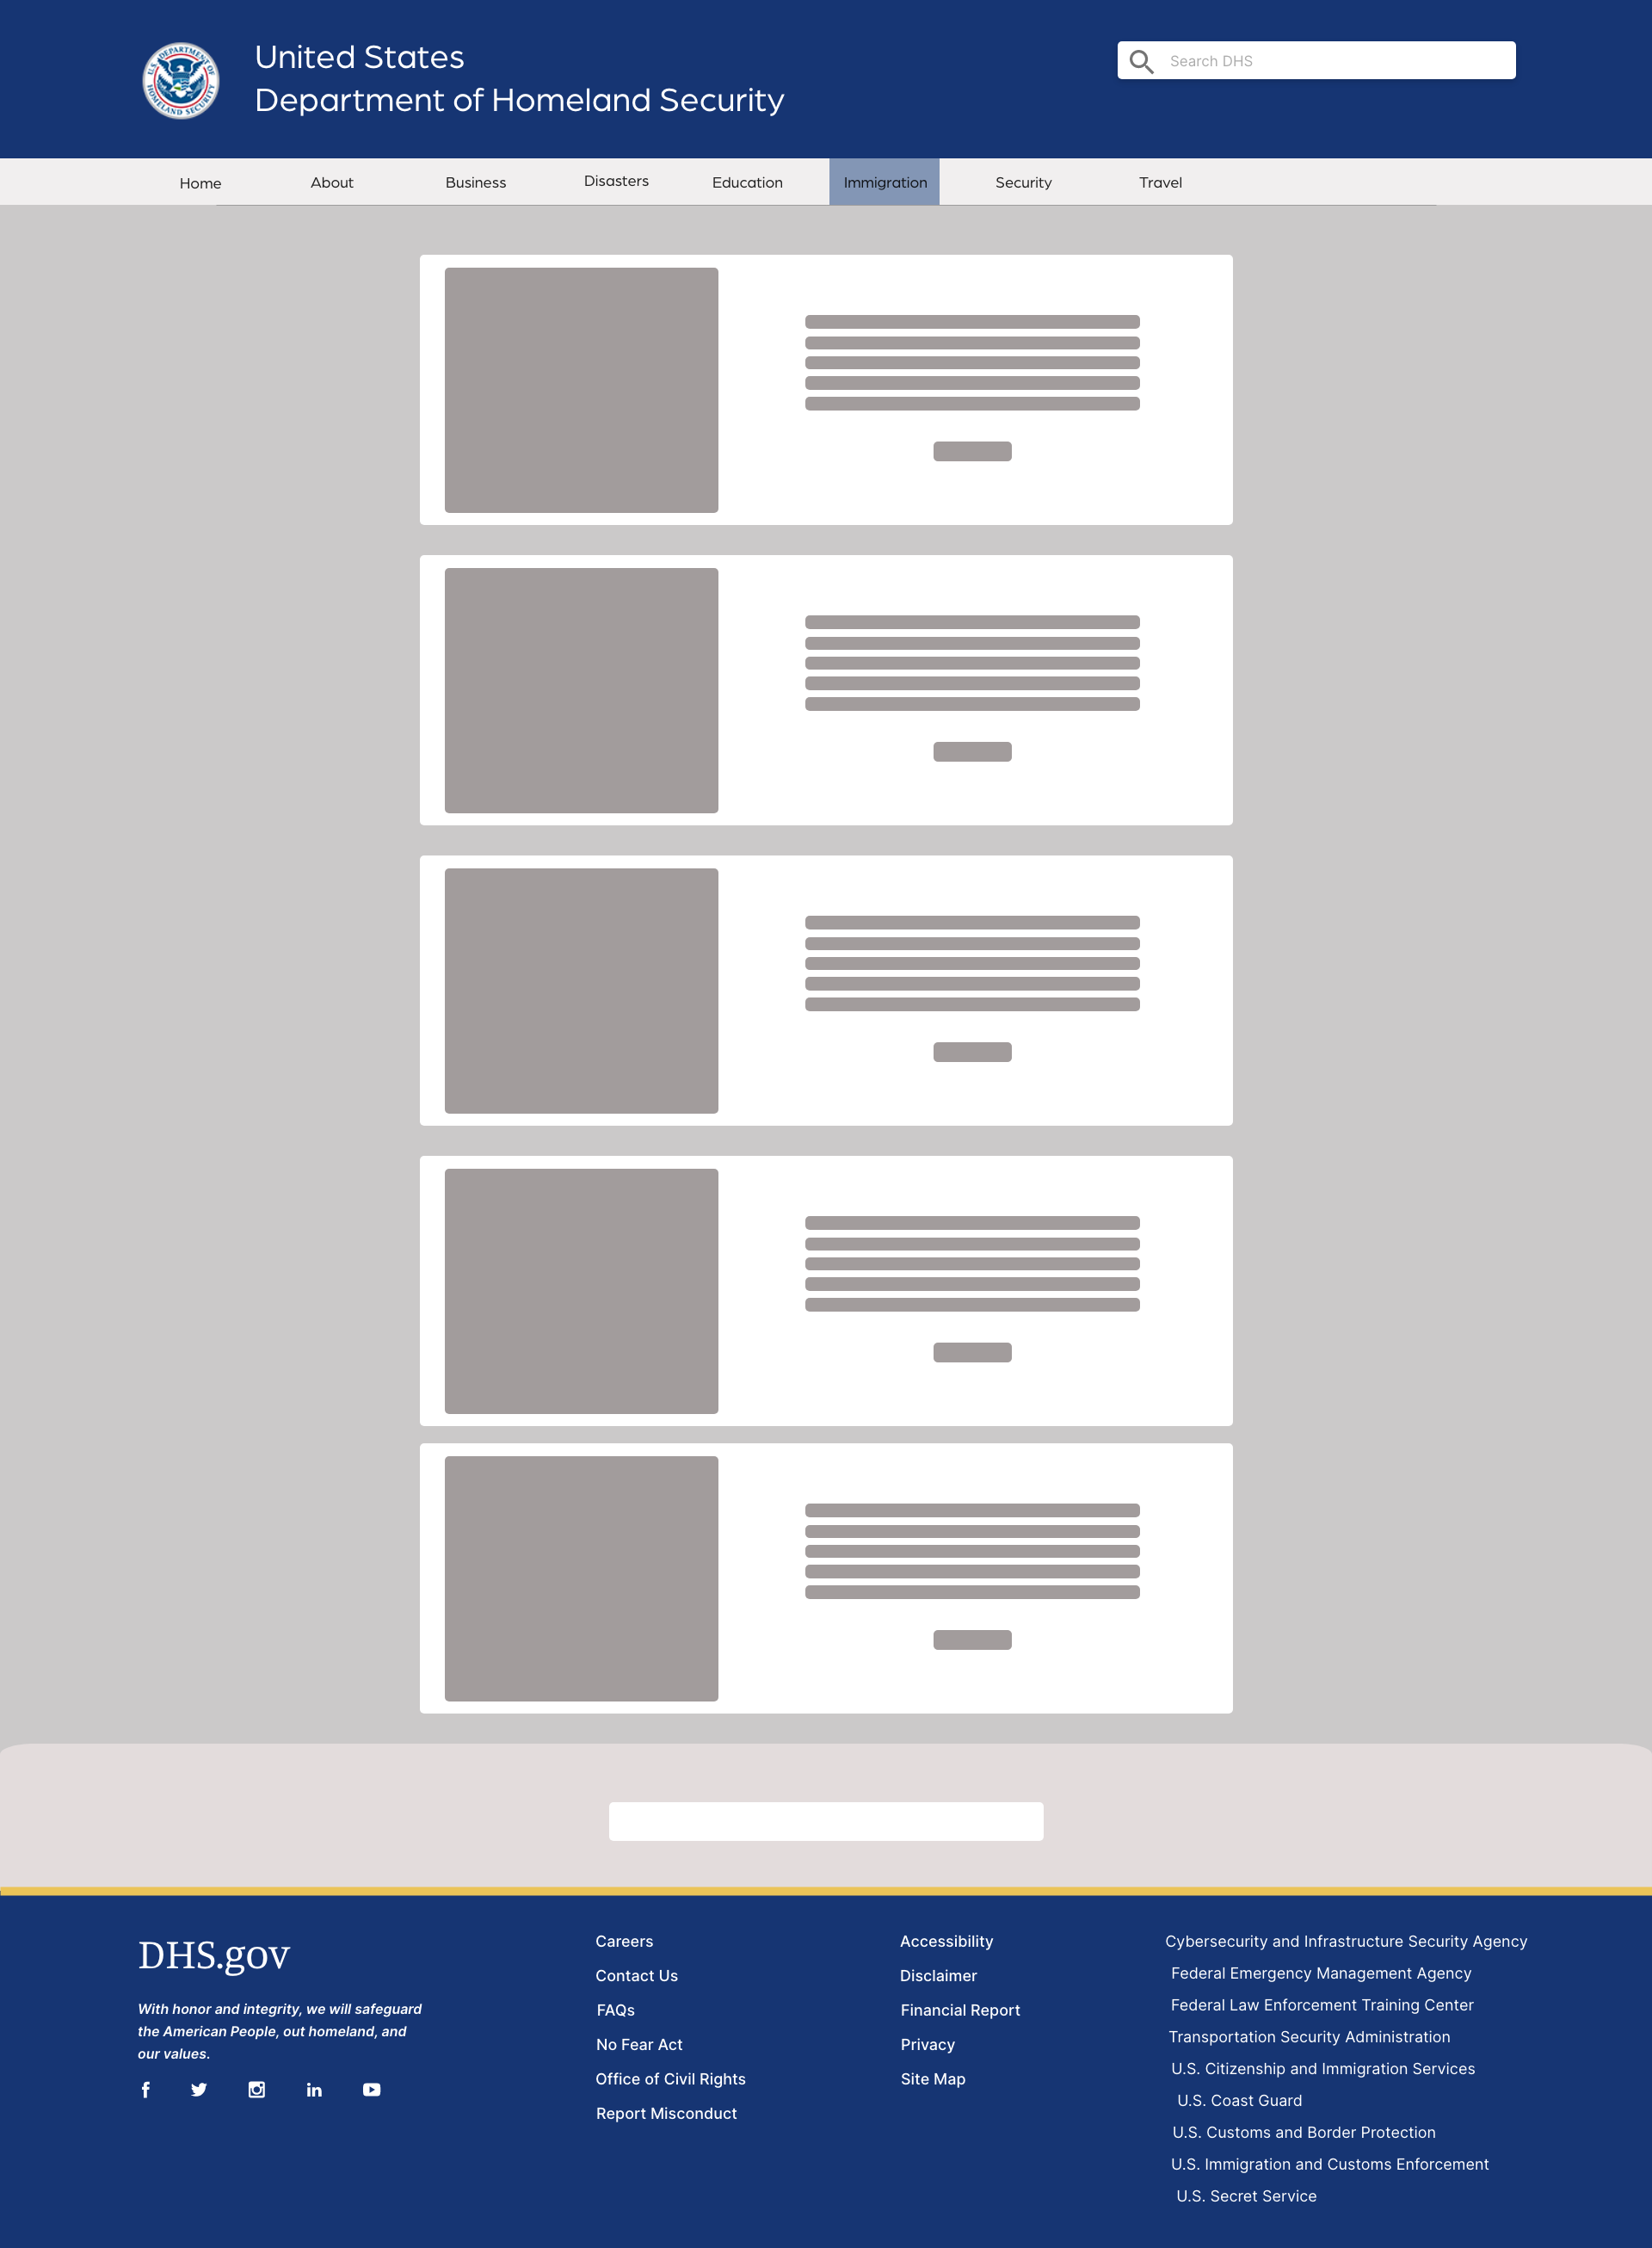 U.S. DEPARTMENT OF HOMELAND SECURITY
United States
Department of Homeland Security
Search DHS
Home
About
Business
Disasters
Education
Immigration
Security
Travel
DHS.gov
With honor and integrity, we will safeguard
the American People, out homeland, and
our values.
Careers
Contact Us
FAQs
No Fear Act
Office of Civil Rights
Report Misconduct
Accessibility
Disclaimer
Financial Report
Privacy
Site Map
Cybersecurity and Infrastructure Security Agency
Federal Emergency Management Agency
Federal Law Enforcement Training Center
Transportation Security Administration
U.S. Citizenship and Immigration Services
U.S. Coast Guard
U.S. Customs and Border Protection
U.S. Immigration and Customs Enforcement
U.S. Secret Service